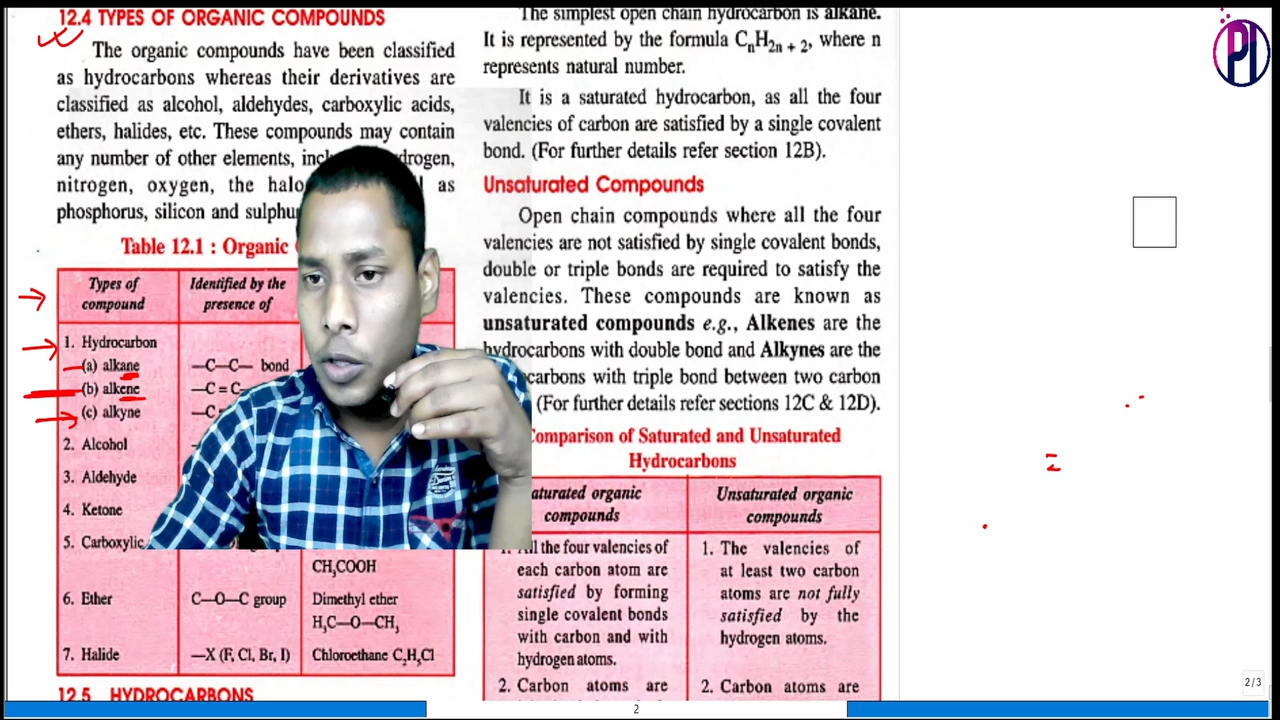 12.4 TYPES OF ORGANIC COMPOUNDS
The organic compounds have been classified
as hydrocarbons whereas their derivatives are
classified as alcohol, aldehydes, carboxylic acids,
ethers, halides, etc. These compounds may contain
any number of other elements,
nitrogen, oxygen, the as
phosphorus, silicon and
Table 12.1 : Organic
Types of compound
Identified by the presence of
1. Hydrocarbon
(a) alkane —C—C— bond
(b) alkene —C = C
(c) alkyne —C
2. Alcohol
3. Aldehyde
4. Ketone
5. Carboxylic
CH₃COOH
6. Ether C—O—C group Dimethyl ether
H₃C—O—CH₃
7. Halide —X (F, Cl, Br, I) Chloroethane C₂H₅Cl
12.5 HYDROCARBONS
The simplest open chain hydrocarbon is alkane.
It is represented by the formula CₙH₂ₙ ₊ ₂, where n
represents natural number.
It is a saturated hydrocarbon, as all the four
valencies of carbon are satisfied by a single covalent
bond. (For further details refer section 12B).
Unsaturated Compounds
Open chain compounds where all the four
valencies are not satisfied by single covalent bonds,
double or triple bonds are required to satisfy the
valencies. These compounds are known as
unsaturated compounds e.g., Alkenes are the
hydrocarbons with double bond and Alkynes are the
carbons with triple bond between two carbon
(For further details refer sections 12C & 12D).
Comparison of Saturated and Unsaturated
Hydrocarbons
organic
compounds
Unsaturated organic
compounds
1. All the four valencies of
each carbon atom are
satisfied by forming
single covalent bonds
with carbon and with
hydrogen atoms.
2. Carbon atoms are
1. The valencies of
at least two carbon
atoms are not fully
satisfied by the
hydrogen atoms.
2. Carbon atoms are
PI
2/3
2